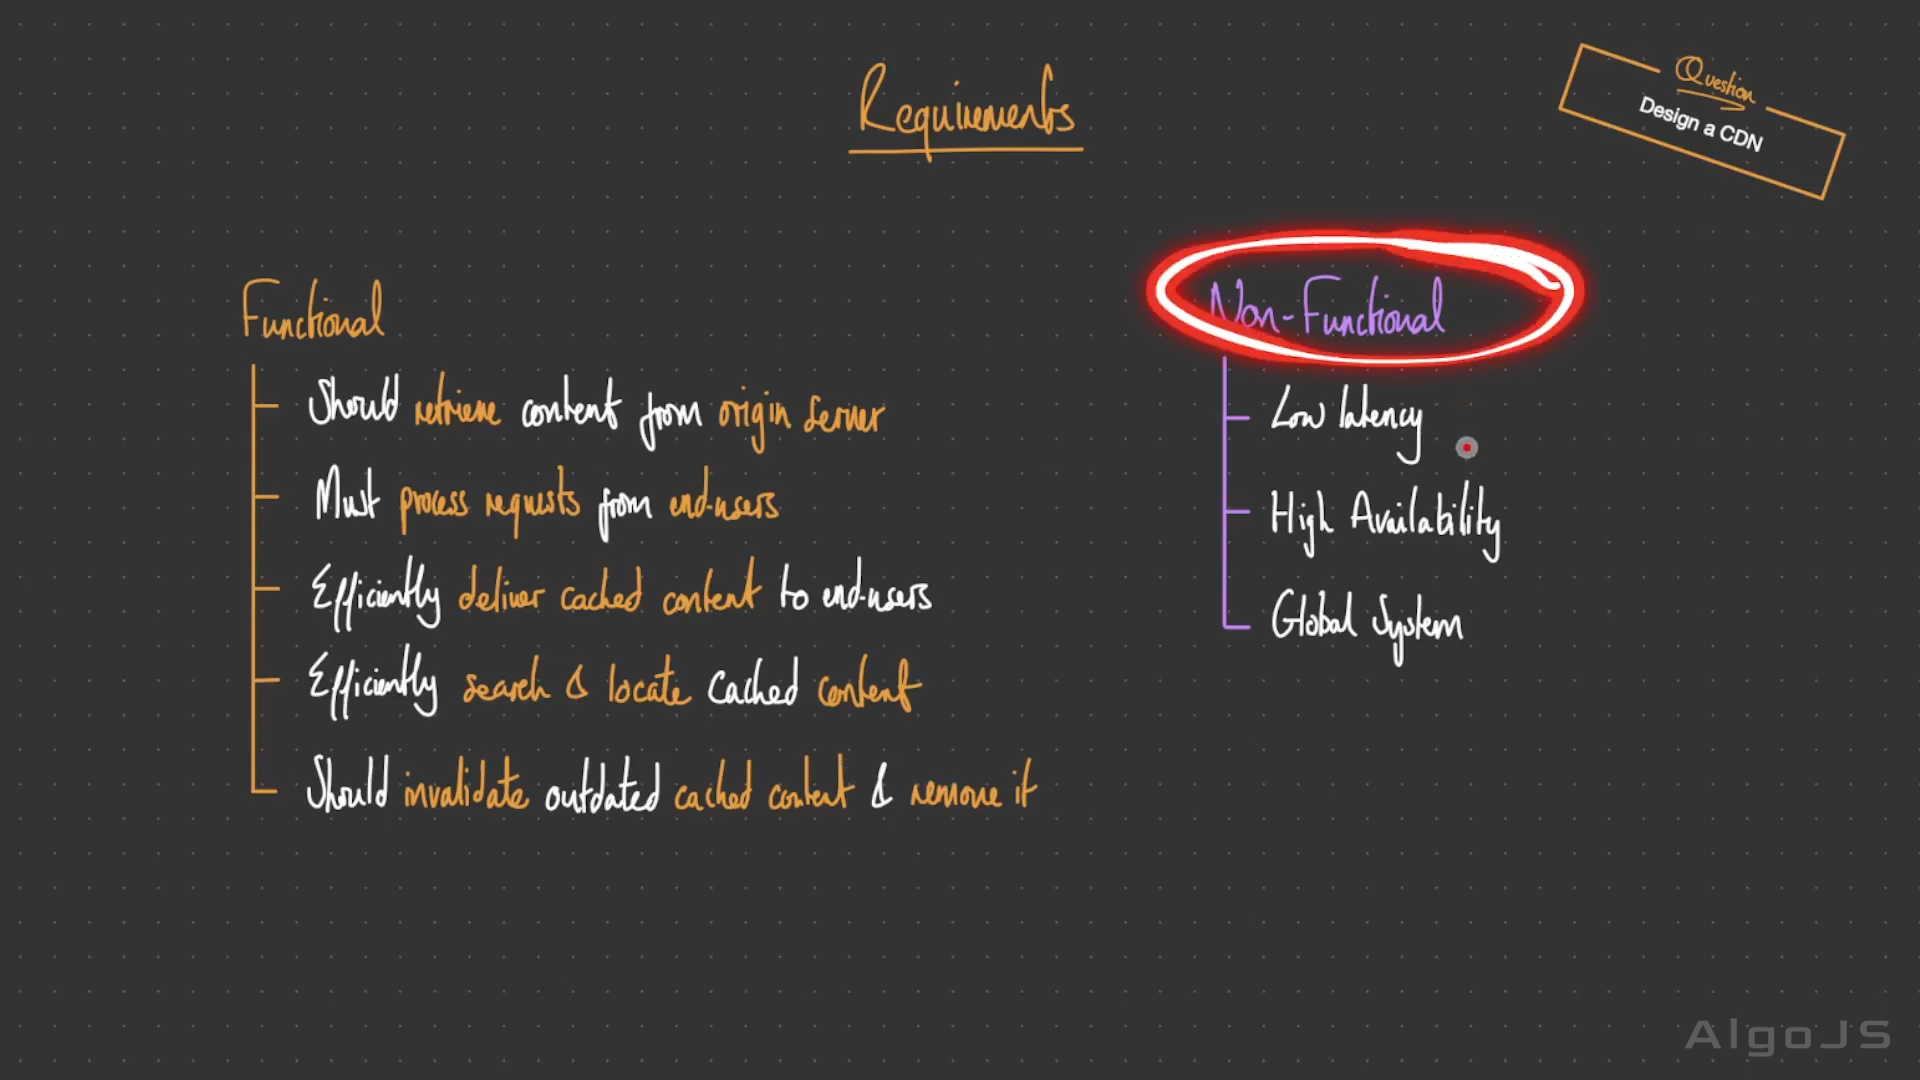 Requirements
Question
Design a CDN
Functional
Should retrieve content from origin server
Must process requests from end-users
Efficiently deliver cached content to end-users
Efficiently search & locate cached content
Should invalidate outdated cached content & remove it
Non-Functional
Low latency
High Availability
Global System
AlgoJS